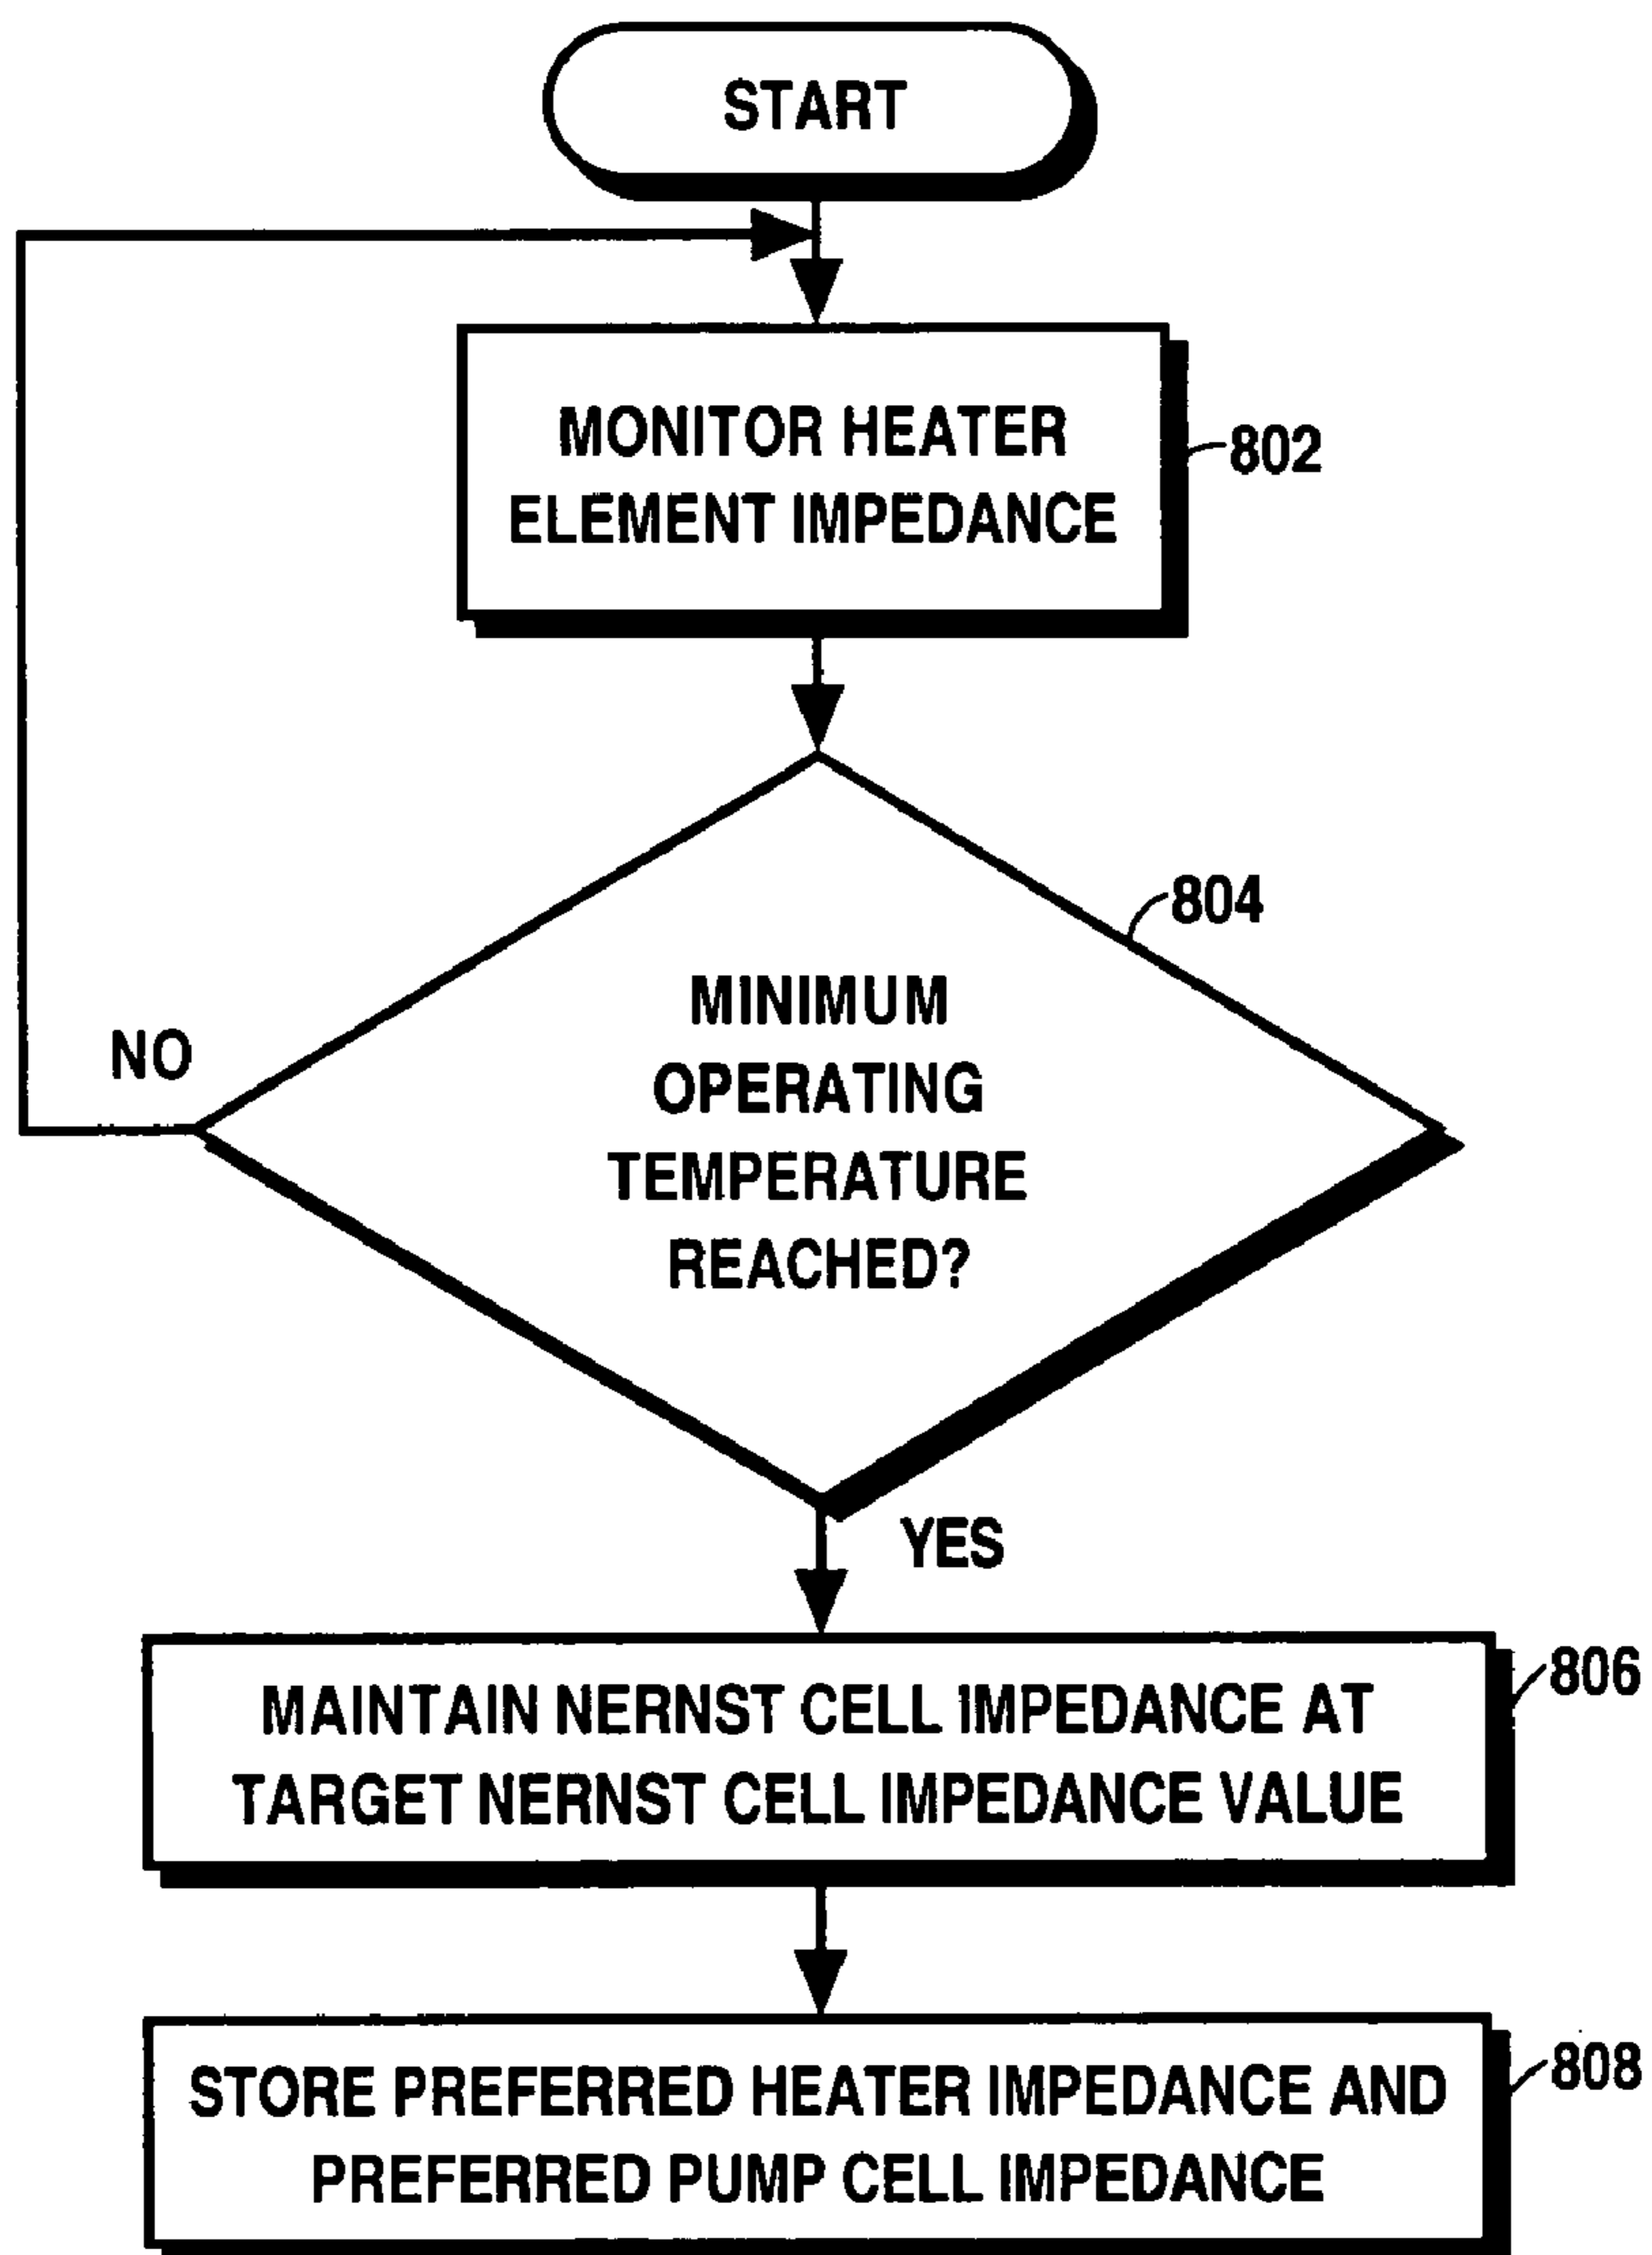 START
MONITOR HEATER
ELEMENT IMPEDANCE
802
804
MINIMUM
OPERATING
TEMPERATURE
REACHED?
NO
YES
MAINTAIN NERNST CELL IMPEDANCE AT
TARGET NERNST CELL IMPEDANCE VALUE
806
STORE PREFERRED HEATER IMPEDANCE AND
PREFERRED PUMP CELL IMPEDANCE
808